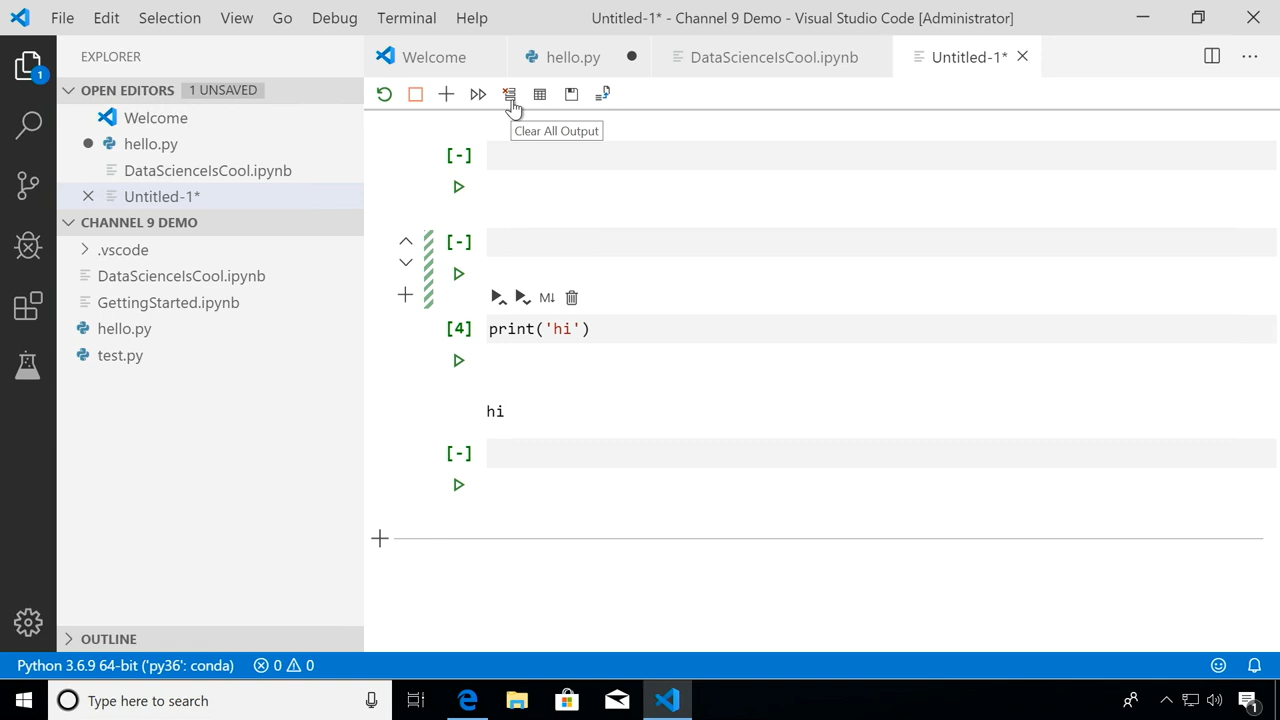 File Edit Selection View Go Debug Terminal Help
Untitled-1* - Channel 9 Demo - Visual Studio Code [Administrator]
EXPLORER
OPEN EDITORS 1 UNSAVED
Welcome
hello.py
DataScienceIsCool.ipynb
Untitled-1*
CHANNEL 9 DEMO
.vscode
DataScienceIsCool.ipynb
GettingStarted.ipynb
hello.py
test.py
OUTLINE
1
Welcome
hello.py
DataScienceIsCool.ipynb
Untitled-1*
Clear All Output
[-]
[-]
M↓
[4] print('hi')
hi
[-]
Python 3.6.9 64-bit ('py36': conda) 0 0
Type here to search
1